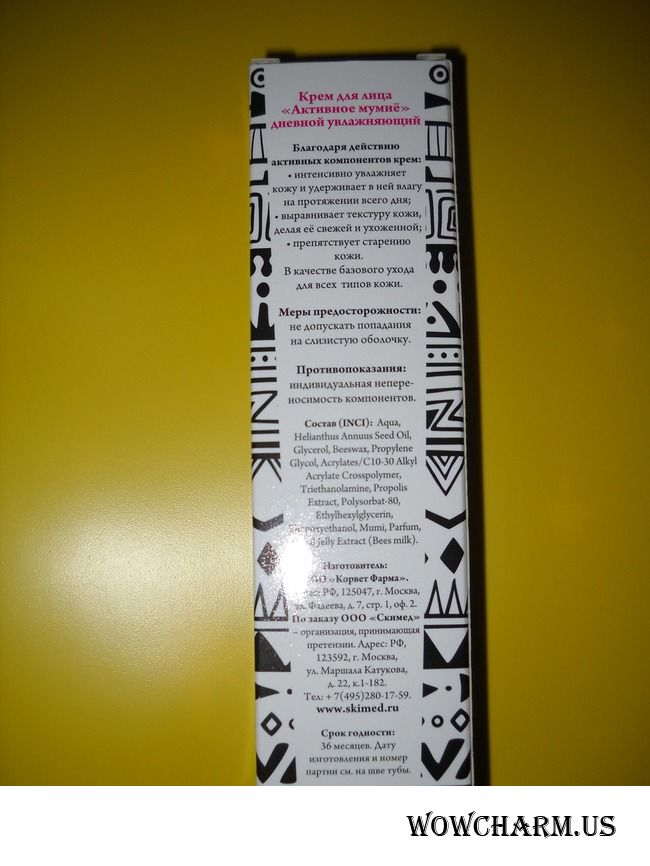 Крем для лица
«Активное мумиё»
дневной увлажняющий
Благодаря действию
активных компонентов крем:
• интенсивно увлажняет
кожу и удерживает в ней влагу
на протяжении всего дня;
• выравнивает текстуру кожи,
делая её свежей и ухоженной;
• препятствует старению
кожи.
В качестве базового ухода
для всех типов кожи.
Меры предосторожности:
не допускать попадания
на слизистую оболочку.
Противопоказания:
индивидуальная непере-
носимость компонентов.
Состав (INCI): Aqua,
Helianthus Annuus Seed Oil,
Glycerol, Beeswax, Propylene
Glycol, Acrylates/C10-30 Alkyl
Acrylate Crosspolymer,
Triethanolamine, Propolis
Extract, Polysorbat-80,
Ethylhexylglycerin,
Phenoxyethanol, Mumi, Parfum,
Jelly Extract (Bees milk).
Изготовитель:
«Корвет Фарма».
РФ, 125047, г. Москва,
ул. Фадеева, д. 7, стр. 1, оф. 2.
По заказу ООО «Скимед»
– организация, принимающая
претензии. Адрес: РФ,
123592, г. Москва,
ул. Маршала Катукова,
д. 22, к.1-182.
Тел: + 7(495)280-17-59.
www.skimed.ru
Срок годности:
36 месяцев. Дату
изготовления и номер
партии см. на шве тубы.
WOWCHARM.US